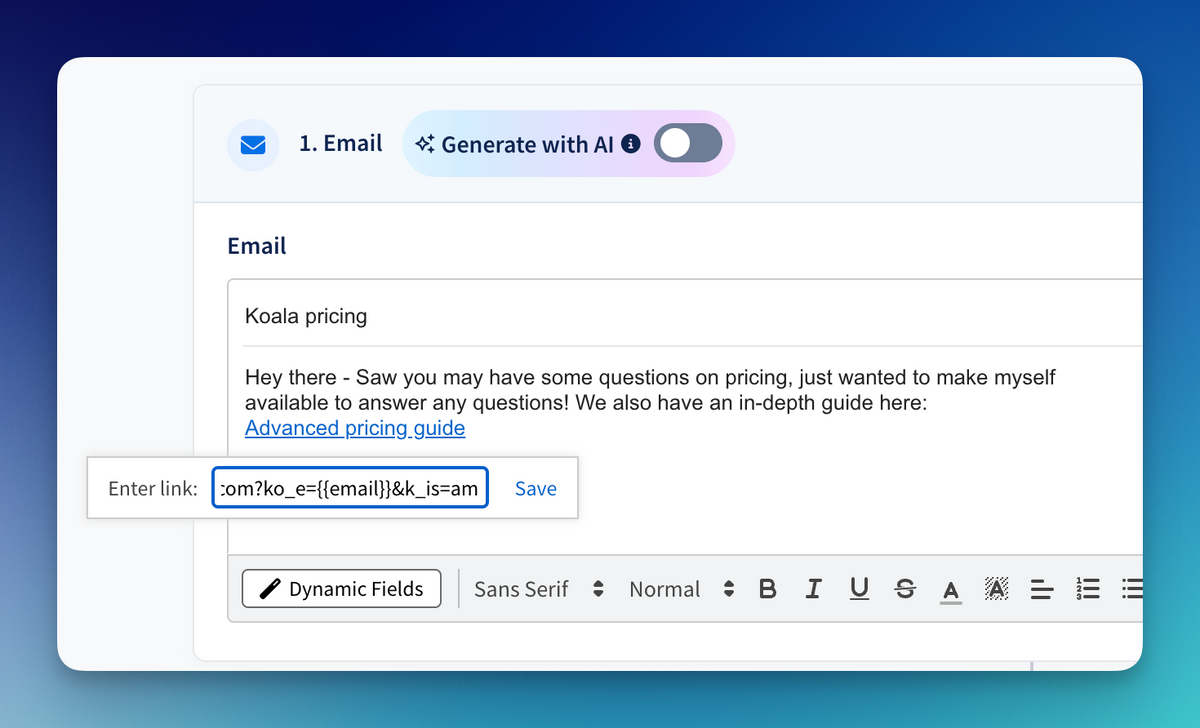 1. Email
Generate with AI
Email
Koala pricing
Hey there - Saw you may have some questions on pricing, just wanted to make myself
available to answer any questions! We also have an in-depth guide here:
Advanced pricing guide
Enter link: com?ko_e={{email}}&k_is=am Save
Dynamic Fields Sans Serif Normal B I U S A A